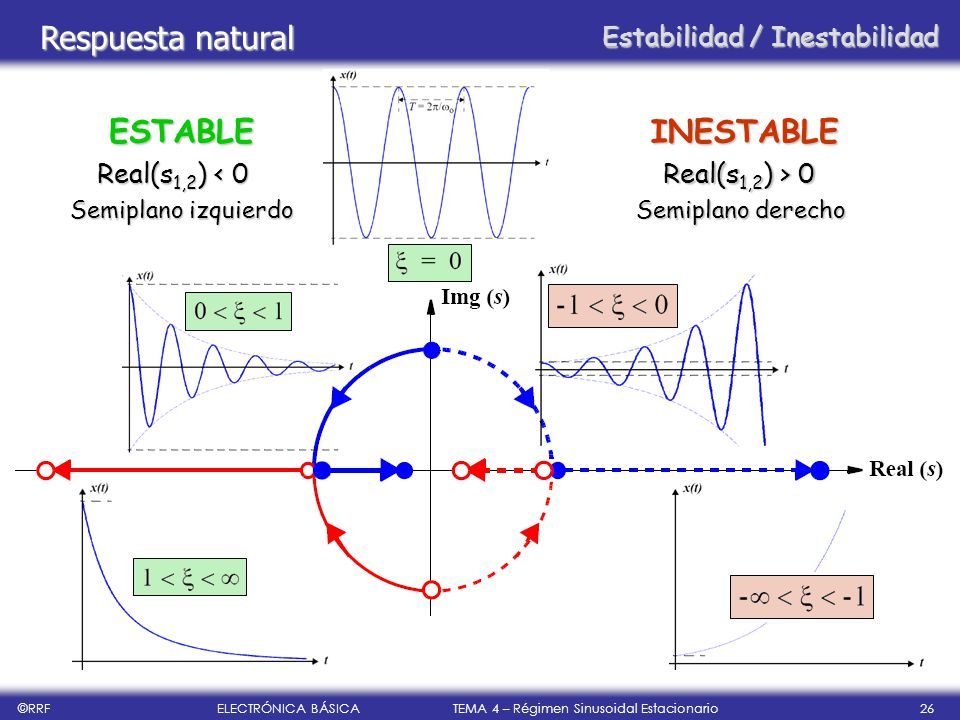 Respuesta natural
Estabilidad / Inestabilidad
x(t)
T = 2π/ω₀
t
ESTABLE
Real(s1,2) < 0
Semiplano izquierdo
INESTABLE
Real(s1,2) > 0
Semiplano derecho
ξ = 0
x(t)
0 < ξ < 1
t
Img (s)
x(t)
-1 < ξ < 0
t
Real (s)
x(t)
1 < ξ < ∞
t
x(t)
-∞ < ξ < -1
t
©RRF
ELECTRÓNICA BÁSICA
TEMA 4 – Régimen Sinusoidal Estacionario
26